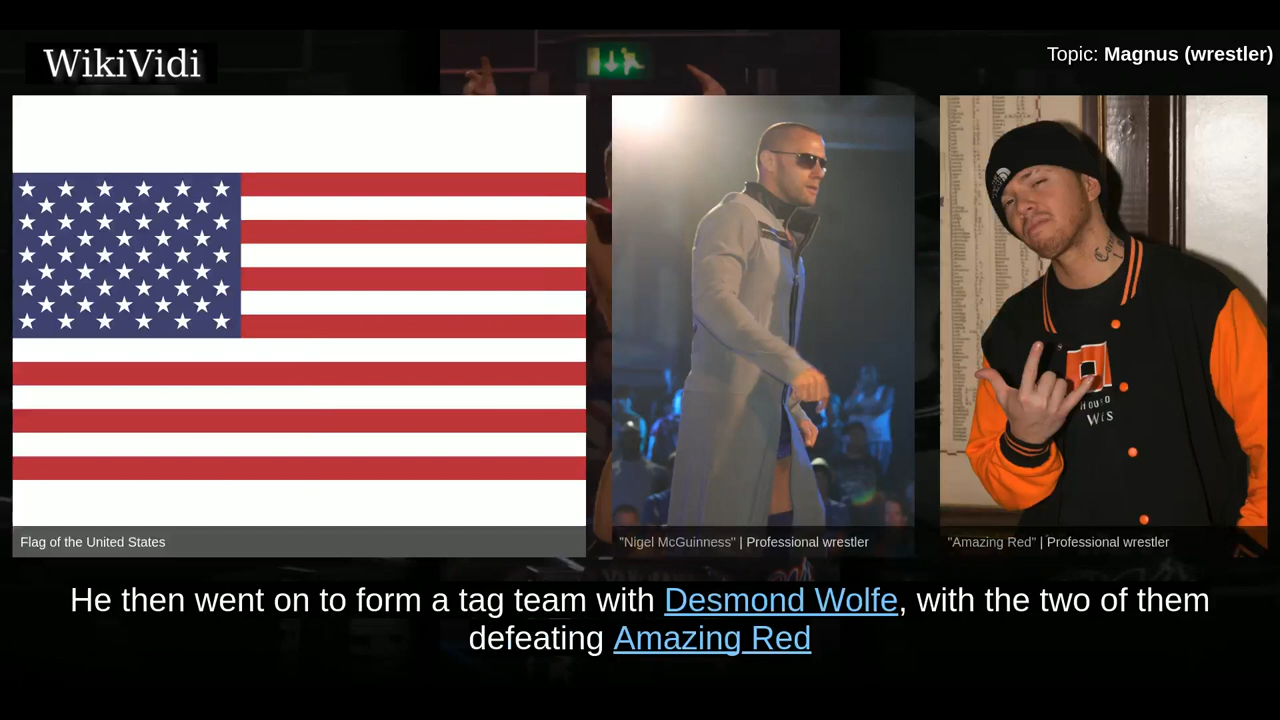 WikiVidi
Topic: Magnus (wrestler)
Flag of the United States
"Nigel McGuinness" | Professional wrestler
"Amazing Red" | Professional wrestler
He then went on to form a tag team with Desmond Wolfe, with the two of them
defeating Amazing Red